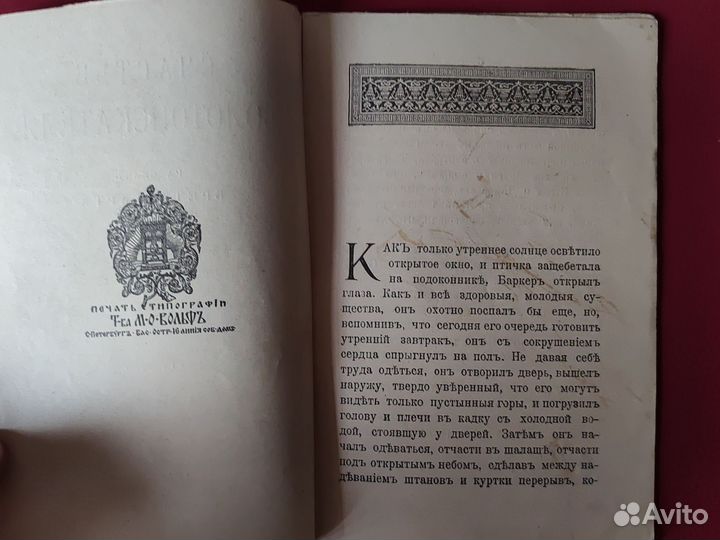 ПЕЧАТЬ ТИПОГРАФІИ
Т-ва М·О·ВОЛЬФЪ
С·ПЕТЕРБУРГЪ·ВАС·ОСТР·16 ЛИНІЯ СОБ·ДОМЪ
КАКЪ только утреннее солнце освѣтило
открытое окно, и птичка защебетала
на подоконникѣ, Баркеръ открылъ
глаза. Какъ и всѣ здоровыя, молодыя су-
щества, онъ охотно поспалъ бы еще, но,
вспомнивъ, что сегодня его очередь готовить
утренній завтракъ, онъ съ сокрушеніемъ
сердца спрыгнулъ на полъ. Не давая себѣ
труда одѣться, онъ отворилъ дверь, вышелъ
наружу, твердо увѣренный, что его могутъ
видѣть только пустынныя горы, и погрузилъ
голову и плечи въ кадку съ холодной во-
дой, стоявшую у дверей. Затѣмъ онъ на-
чалъ одѣваться, отчасти въ шалашѣ, отчасти
подъ открытымъ небомъ, сдѣлавъ между на-
дѣваніемъ штановъ и куртки перерывъ, ко-
Avito